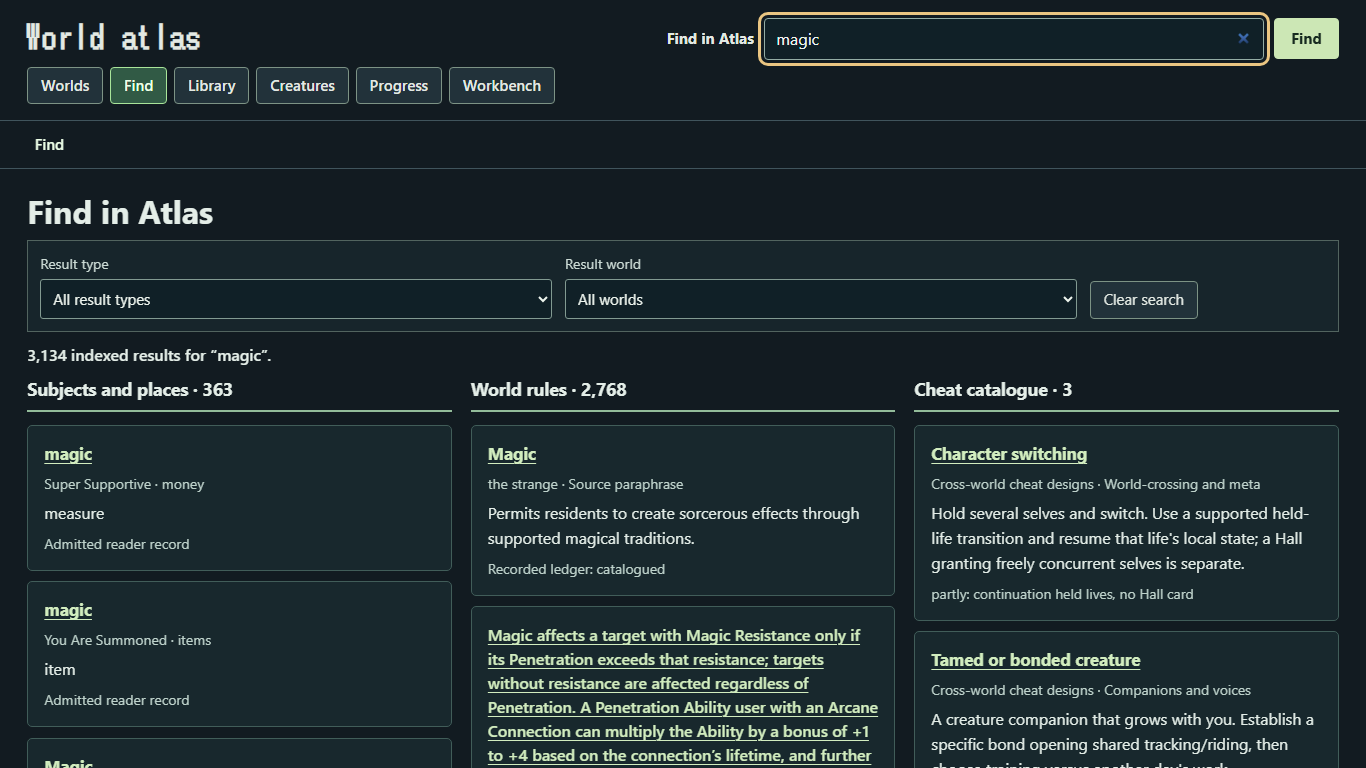 World atlas
Find in Atlas
magic
Find
Worlds
Find
Library
Creatures
Progress
Workbench
Find
Find in Atlas
Result type
Result world
All result types
All worlds
Clear search
3,134 indexed results for “magic”.
Subjects and places · 363
magic
Super Supportive · money
measure
Admitted reader record
magic
You Are Summoned · items
item
Admitted reader record
Magic
World rules · 2,768
Magic
the strange · Source paraphrase
Permits residents to create sorcerous effects through
supported magical traditions.
Recorded ledger: catalogued
Magic affects a target with Magic Resistance only if
its Penetration exceeds that resistance; targets
without resistance are affected regardless of
Penetration. A Penetration Ability user with an Arcane
Connection can multiply the Ability by a bonus of +1
to +4 based on the connection’s lifetime, and further
Cheat catalogue · 3
Character switching
Cross-world cheat designs · World-crossing and meta
Hold several selves and switch. Use a supported held-
life transition and resume that life's local state; a Hall
granting freely concurrent selves is separate.
partly: continuation held lives, no Hall card
Tamed or bonded creature
Cross-world cheat designs · Companions and voices
A creature companion that grows with you. Establish a
specific bond opening shared tracking/riding, then
choose training versus another day's work.